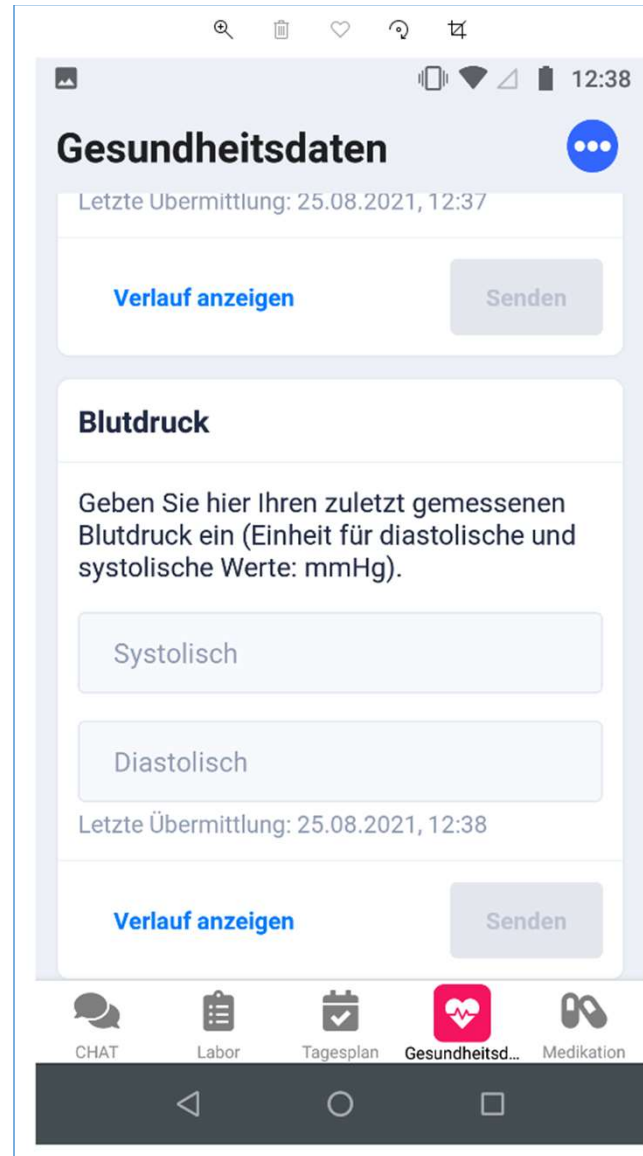 12:38
Gesundheitsdaten
Letzte Übermittlung: 25.08.2021, 12:37
Verlauf anzeigen
Senden
Blutdruck
Geben Sie hier Ihren zuletzt gemessenen
Blutdruck ein (Einheit für diastolische und
systolische Werte: mmHg).
Systolisch
Diastolisch
Letzte Übermittlung: 25.08.2021, 12:38
Verlauf anzeigen
Senden
CHAT
Labor
Tagesplan
Gesundheitsd...
Medikation